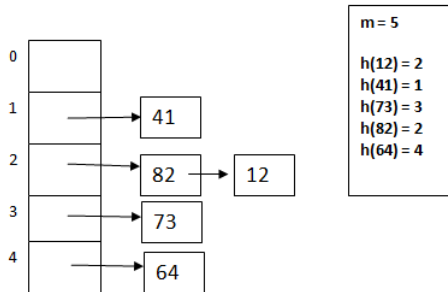 0
1
41
2
82
12
3
73
4
64
m = 5
h(12) = 2
h(41) = 1
h(73) = 3
h(82) = 2
h(64) = 4